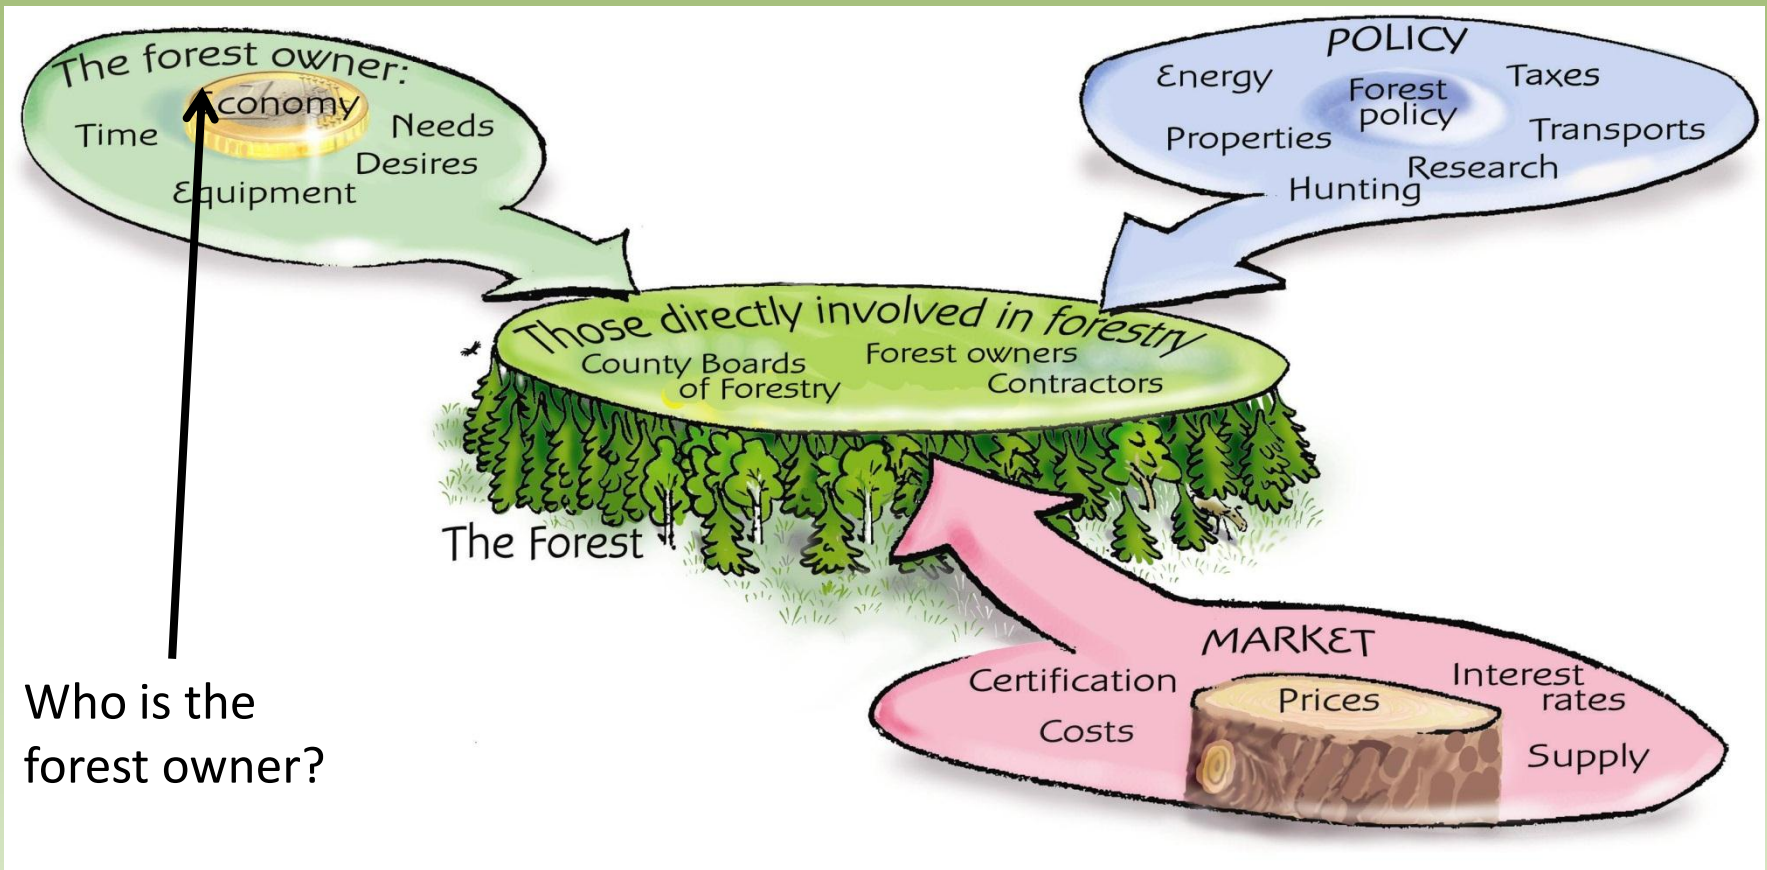 The forest owner:
Economy
Time
Needs
Desires
Equipment
POLICY
Energy
Forest
policy
Taxes
Properties
Transports
Research
Hunting
Those directly involved in forestry
County Boards
of Forestry
Forest owners
Contractors
The Forest
MARKET
Certification
Prices
Interest
rates
Costs
Supply
Who is the
forest owner?